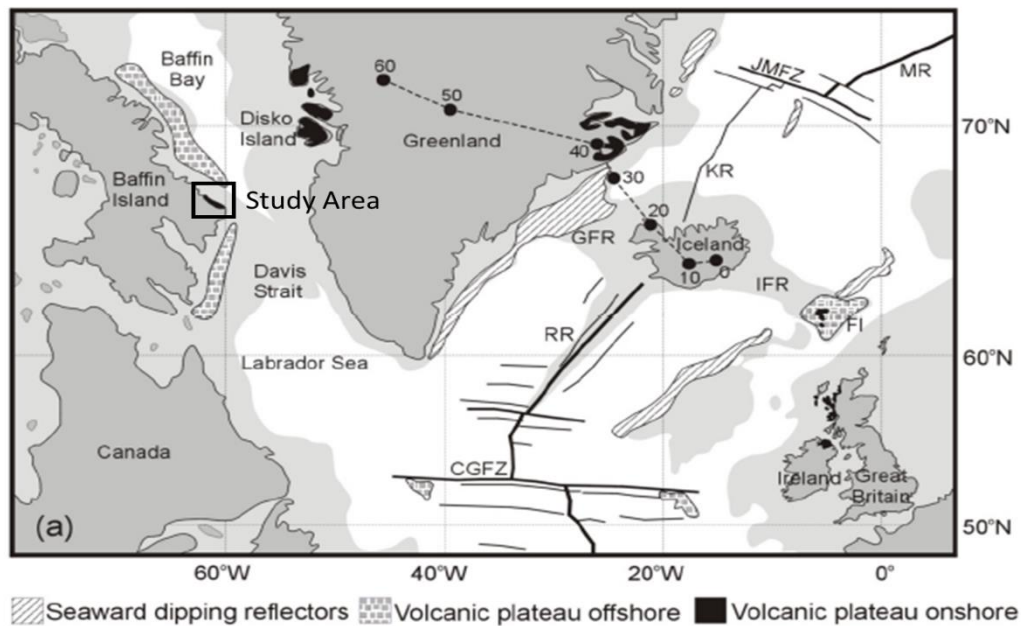 Baffin
Bay
60
50
JMFZ
MR
Disko
Island
Greenland
40
70°N
Baffin
Island
Study Area
30
KR
20
GFR
Iceland
10
0
Davis
Strait
IFR
FI
RR
Labrador Sea
60°N
Canada
CGFZ
Ireland
Great
Britain
(a)
50°N
60°W
40°W
20°W
0°
Seaward dipping reflectors
Volcanic plateau offshore
Volcanic plateau onshore